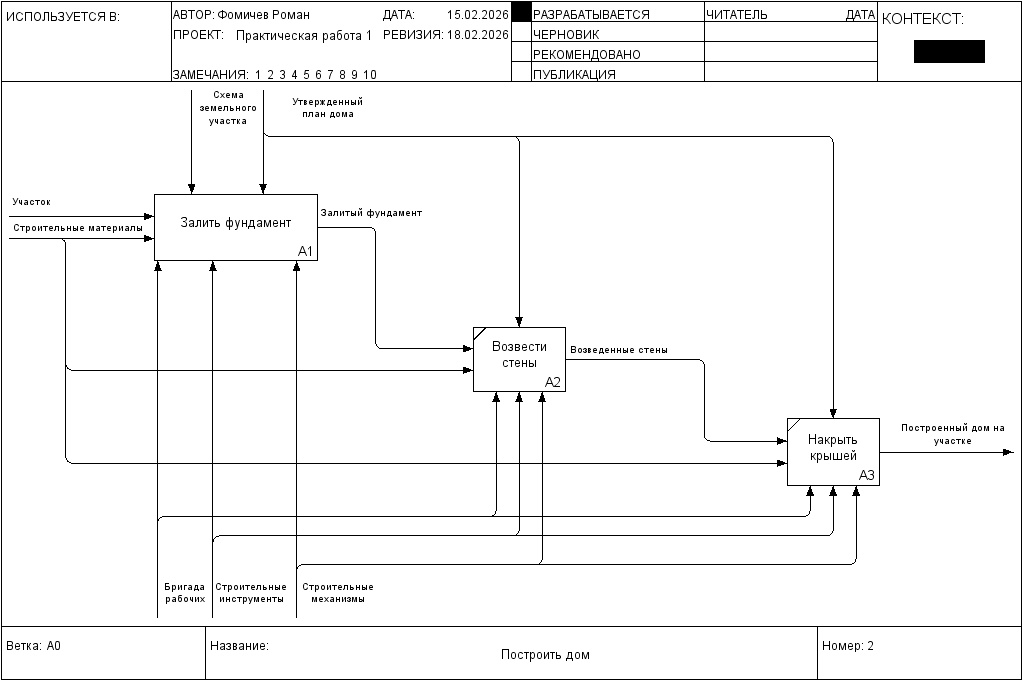 ИСПОЛЬЗУЕТСЯ В:
АВТОР: Фомичев Роман
ДАТА: 15.02.2026
ПРОЕКТ: Практическая работа 1
РЕВИЗИЯ: 18.02.2026
ЗАМЕЧАНИЯ: 1 2 3 4 5 6 7 8 9 10
РАЗРАБАТЫВАЕТСЯ
ЧЕРНОВИК
РЕКОМЕНДОВАНО
ПУБЛИКАЦИЯ
ЧИТАТЕЛЬ ДАТА
КОНТЕКСТ:
Схема
земельного
участка
Утвержденный
план дома
Участок
Строительные материалы
Залить фундамент
A1
Залитый фундамент
Возвести
стены
A2
Возведенные стены
Накрыть
крышей
A3
Построенный дом на
участке
Бригада
рабочих
Строительные
инструменты
Строительные
механизмы
Ветка: A0
Название:
Построить дом
Номер: 2